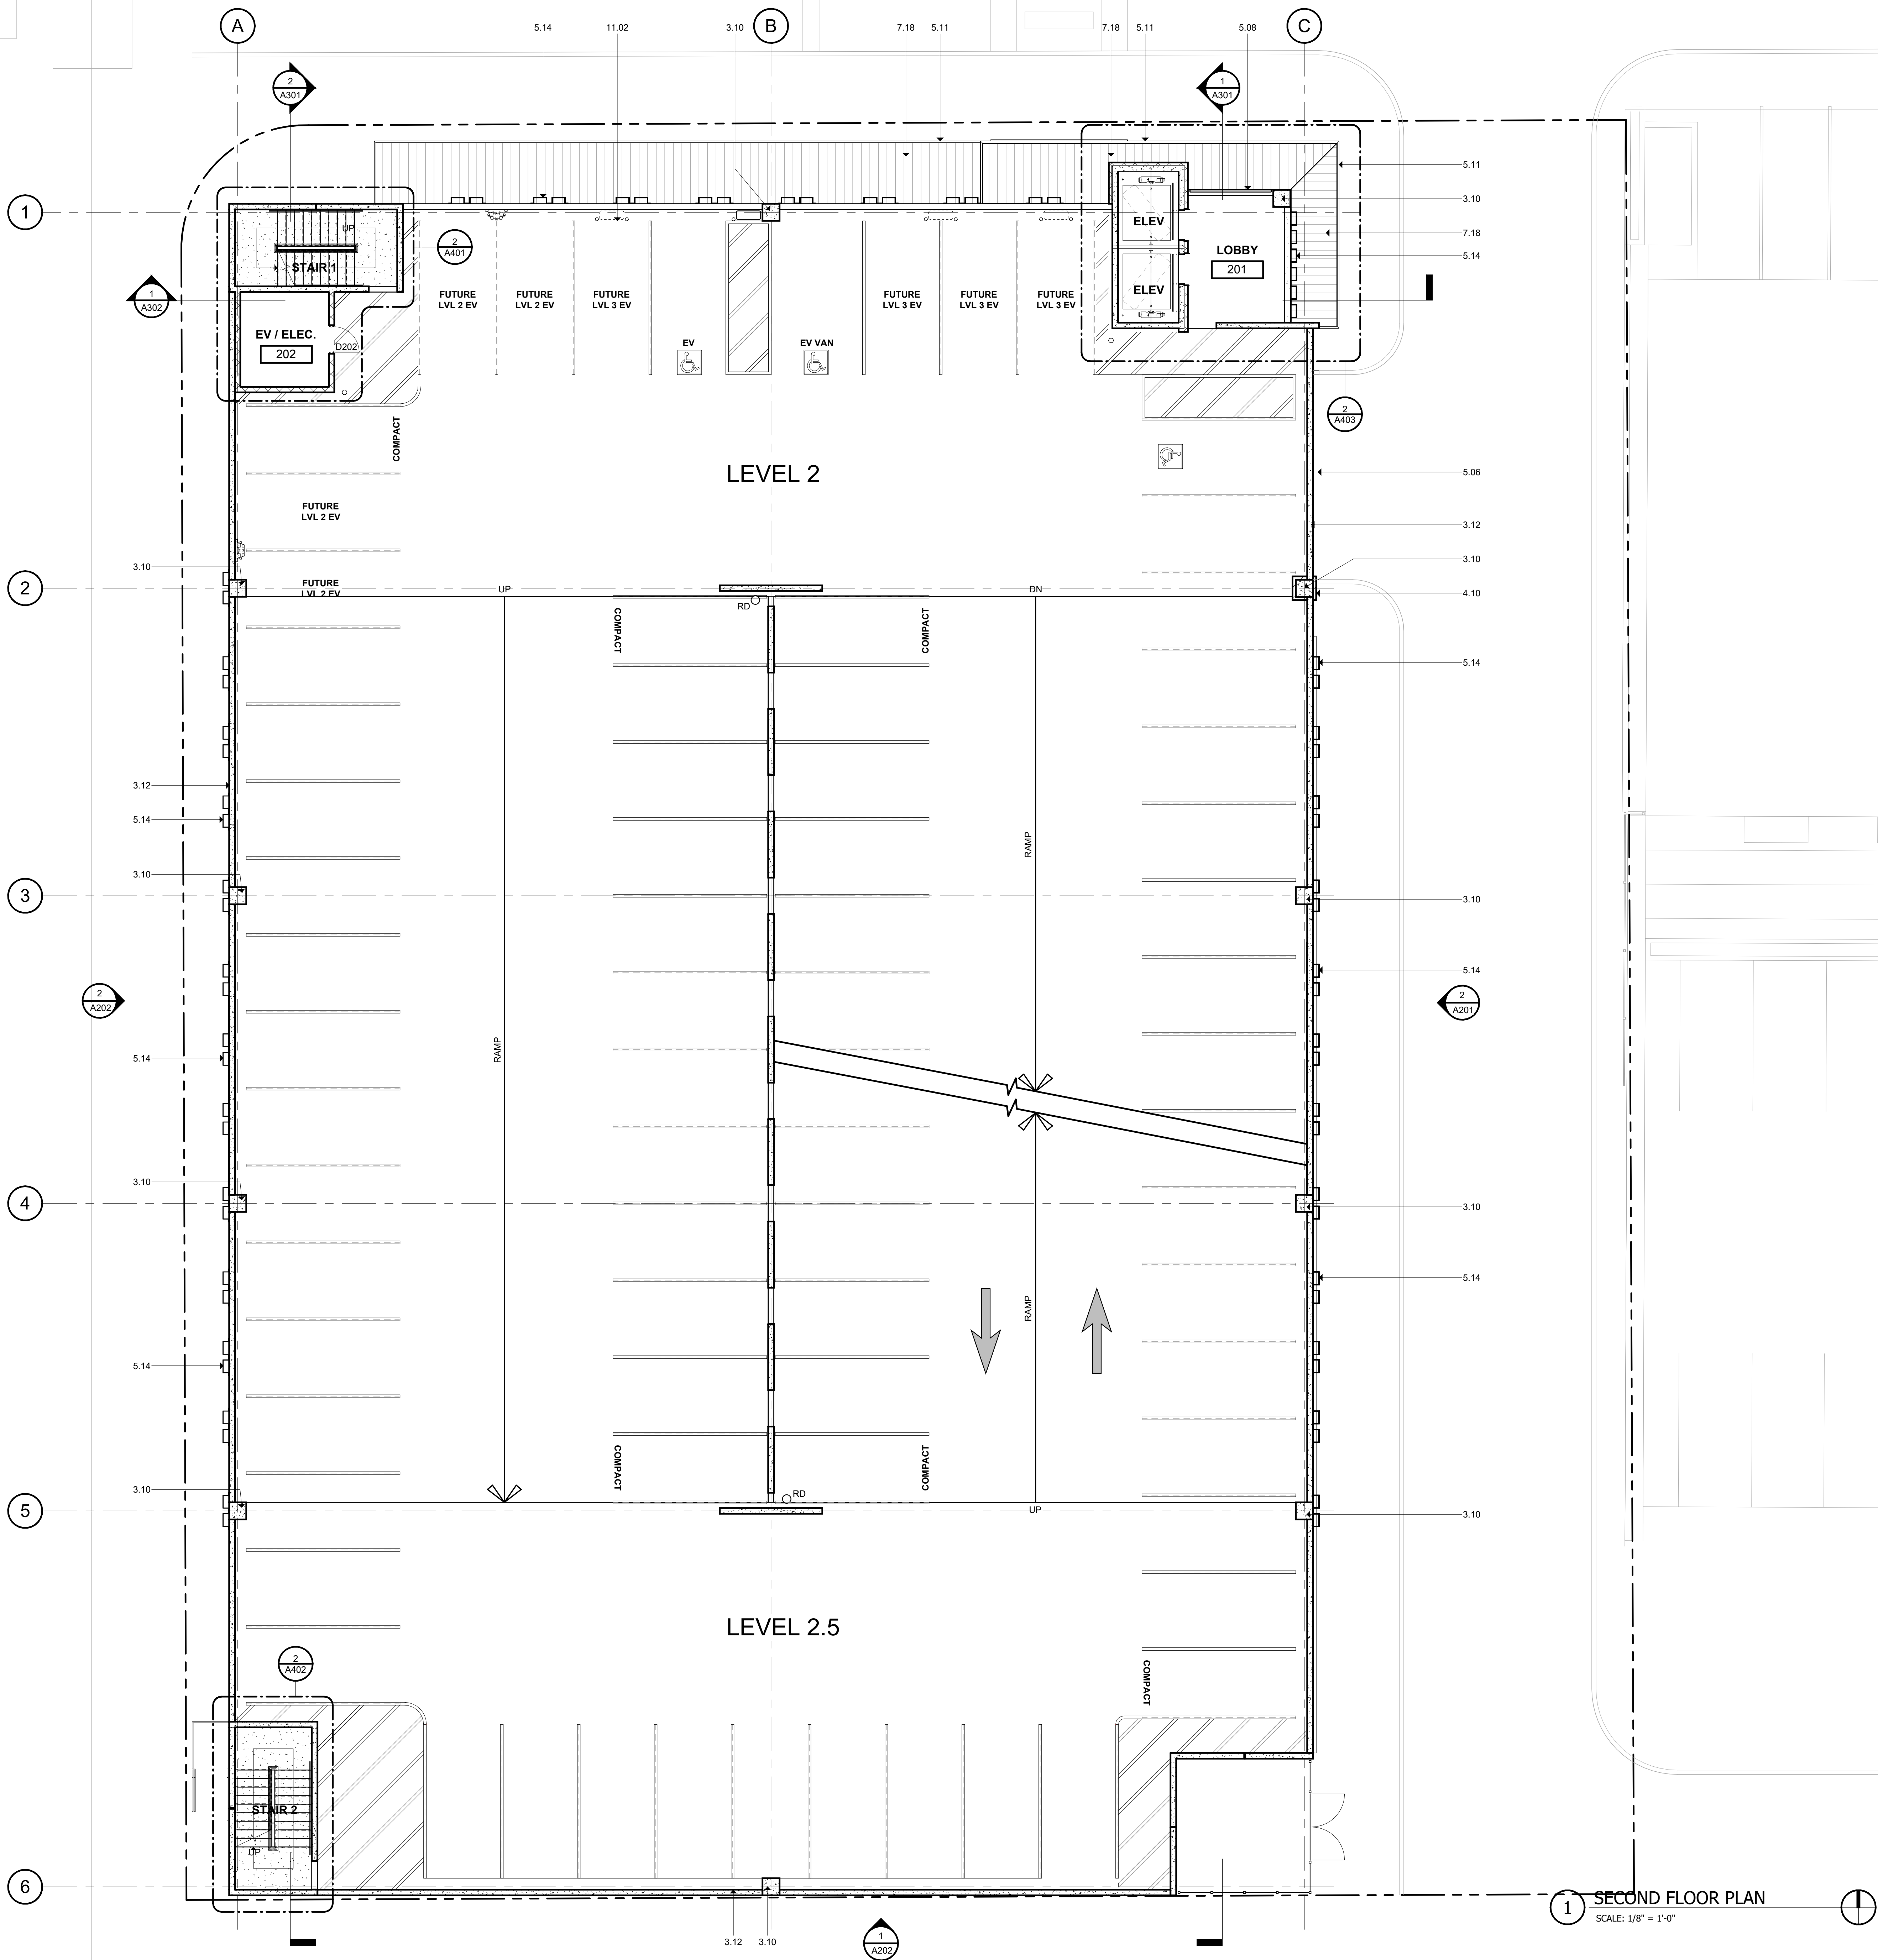 A
5.14
11.02
3.10
B
7.18
5.11
7.18
5.11
5.08
C
2
A301
1
A301
5.11
3.10
1
UP
2
A401
ELEV
LOBBY
201
7.18
5.14
STAIR 1
1
A302
ELEV
FUTURE
LVL 2 EV
FUTURE
LVL 2 EV
FUTURE
LVL 3 EV
FUTURE
LVL 3 EV
FUTURE
LVL 3 EV
FUTURE
LVL 3 EV
EV / ELEC.
202
D202
EV
EV VAN
2
A403
COMPACT
LEVEL 2
5.06
FUTURE
LVL 2 EV
3.12
3.10
3.10
2
FUTURE
LVL 2 EV
UP
DN
4.10
RD
COMPACT
COMPACT
5.14
3.12
5.14
RAMP
3.10
3
3.10
5.14
2
A202
2
A201
RAMP
5.14
3.10
4
3.10
5.14
RAMP
5.14
COMPACT
COMPACT
3.10
RD
5
UP
3.10
LEVEL 2.5
2
A402
COMPACT
STAIR 2
UP
6
3.12
3.10
1
A202
1
SECOND FLOOR PLAN
SCALE: 1/8" = 1'-0"